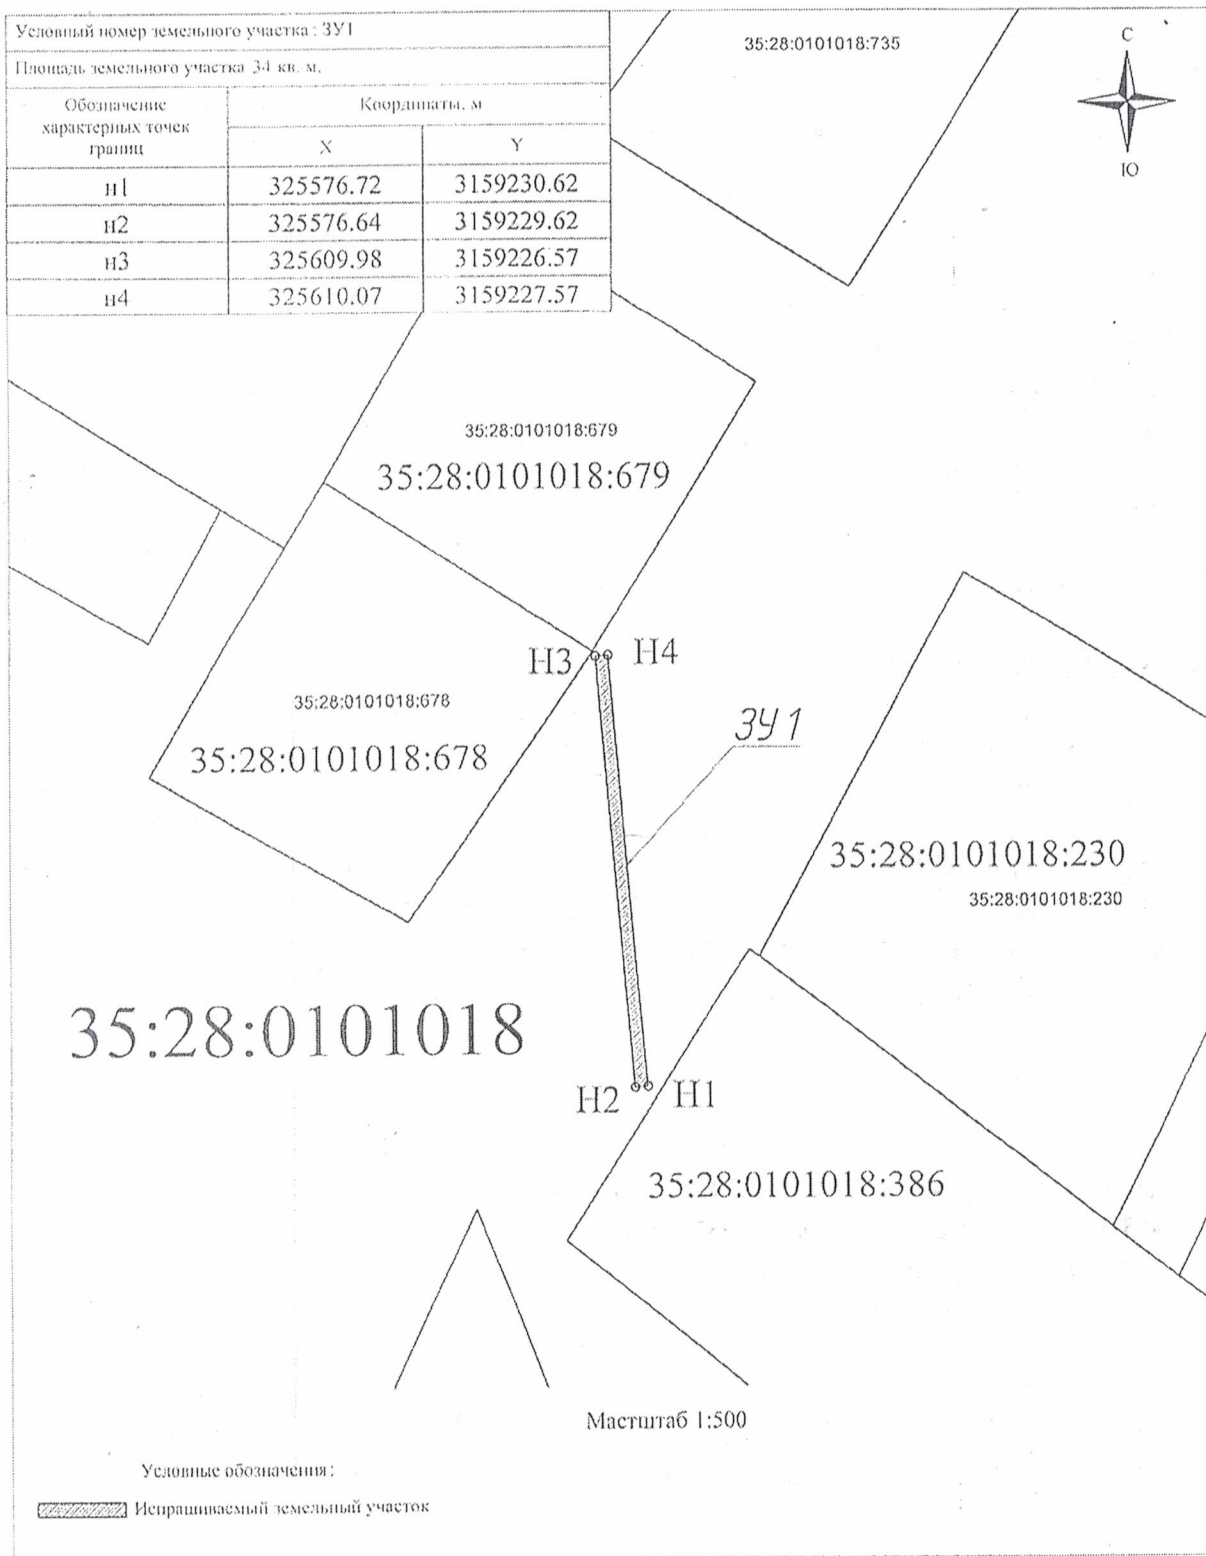 Условный номер земельного участка : ЗУ1
Площадь земельного участка 34 кв. м.
Обозначение характерных точек границ
Координаты, м
X Y
н1 325576.72 3159230.62
н2 325576.64 3159229.62
н3 325609.98 3159226.57
н4 325610.07 3159227.57
35:28:0101018:735
С
Ю
35:28:0101018:679
35:28:0101018:679
Н3 Н4
35:28:0101018:678
35:28:0101018:678
ЗУ1
35:28:0101018:230
35:28:0101018:230
35:28:0101018
Н2 Н1
35:28:0101018:386
Мастштаб 1:500
Условные обозначения :
Испрашиваемый земельный участок